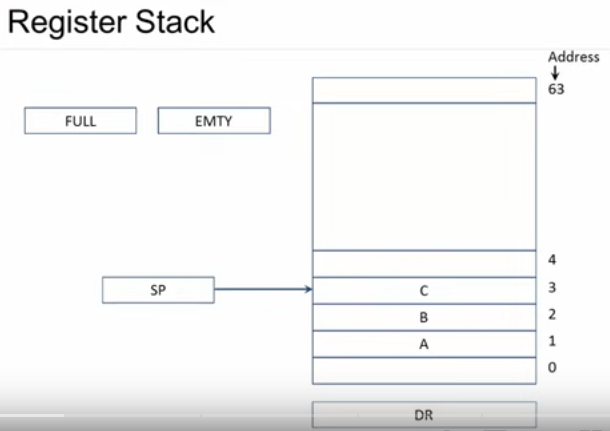 Register Stack
Address
63
FULL
EMTY
4
SP
C
3
B
2
A
1
0
DR